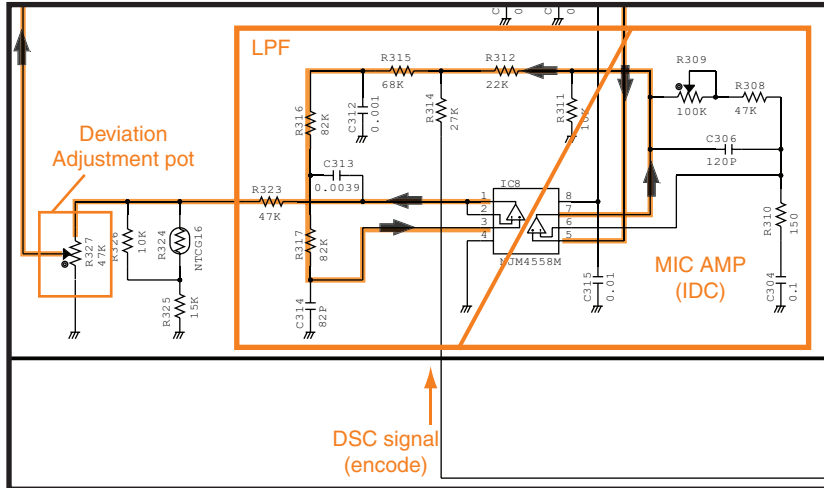 C
0
C
0
LPF
R315
68K
R312
22K
R309
100K
R308
47K
C312
0.001
R314
27K
R311
R316
82K
C306
120P
Deviation
Adjustment pot
C313
0.0039
IC8
R323
47K
1
2
3
4
8
7
6
5
NJM4558M
R310
150
R327
47K
R326
10K
R324
NTCG16
R317
82K
MIC AMP
(IDC)
C315
0.01
C304
0.1
R325
15K
C314
82P
DSC signal
(encode)